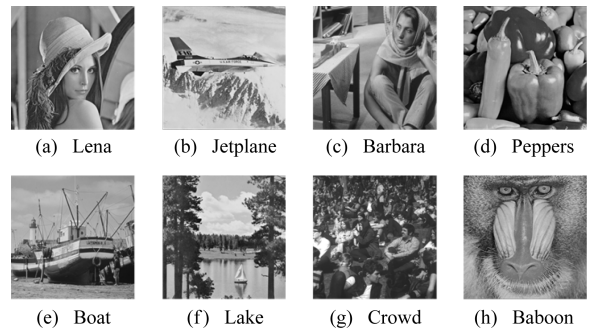 (a) Lena
(b) Jetplane
(c) Barbara
(d) Peppers
(e) Boat
(f) Lake
(g) Crowd
(h) Baboon